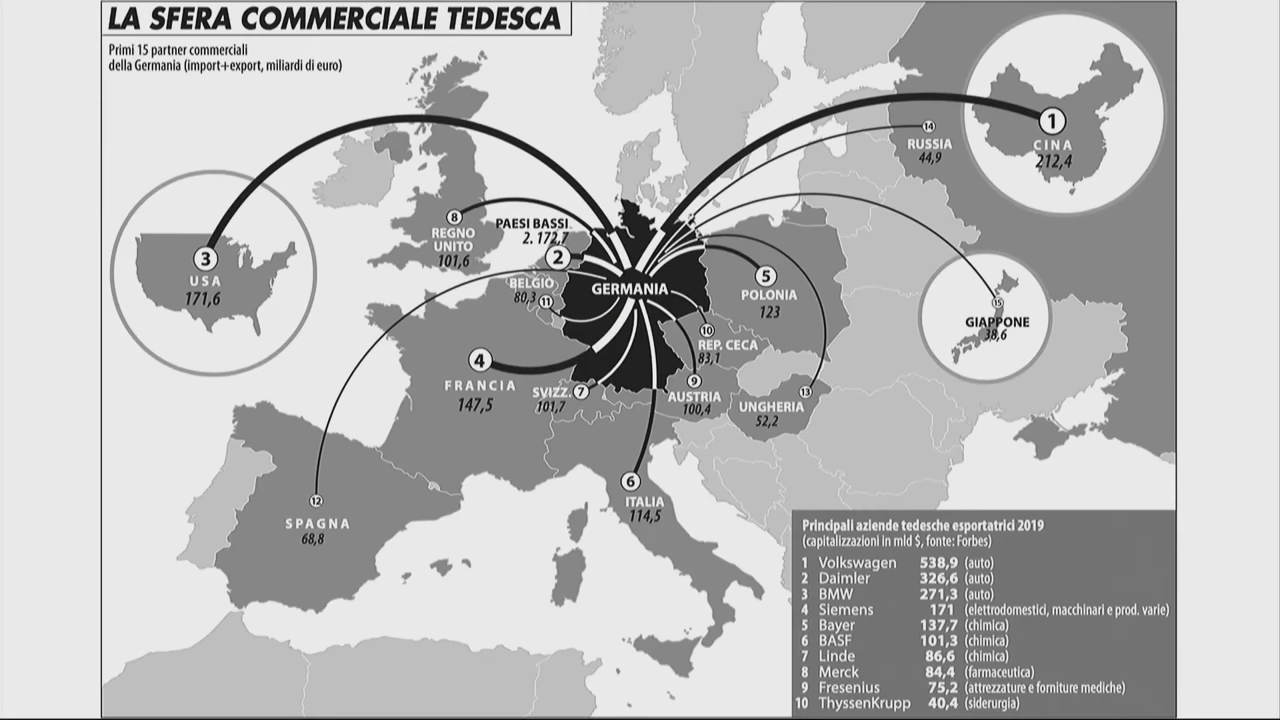 LA SFERA COMMERCIALE TEDESCA
Primi 15 partner commerciali
della Germania (import+export, miliardi di euro)
1
CINA
212,4
14
RUSSIA
44,9
3
USA
171,6
8
REGNO
UNITO
101,6
PAESI BASSI
2. 172,7
2
BELGIO
80,3
11
GERMANIA
5
POLONIA
123
15
GIAPPONE
38,6
10
REP. CECA
83,1
4
FRANCIA
147,5
SVIZZ.
7
101,7
9
AUSTRIA
100,4
13
UNGHERIA
52,2
6
ITALIA
114,5
12
SPAGNA
68,8
Principali aziende tedesche esportatrici 2019
(capitalizzazioni in mld $, fonte: Forbes)
1 Volkswagen 538,9 (auto)
2 Daimler 326,6 (auto)
3 BMW 271,3 (auto)
4 Siemens 171 (elettrodomestici, macchinari e prod. varie)
5 Bayer 137,7 (chimica)
6 BASF 101,3 (chimica)
7 Linde 86,6 (chimica)
8 Merck 84,4 (farmaceutica)
9 Fresenius 75,2 (attrezzature e forniture mediche)
10 ThyssenKrupp 40,4 (siderurgia)